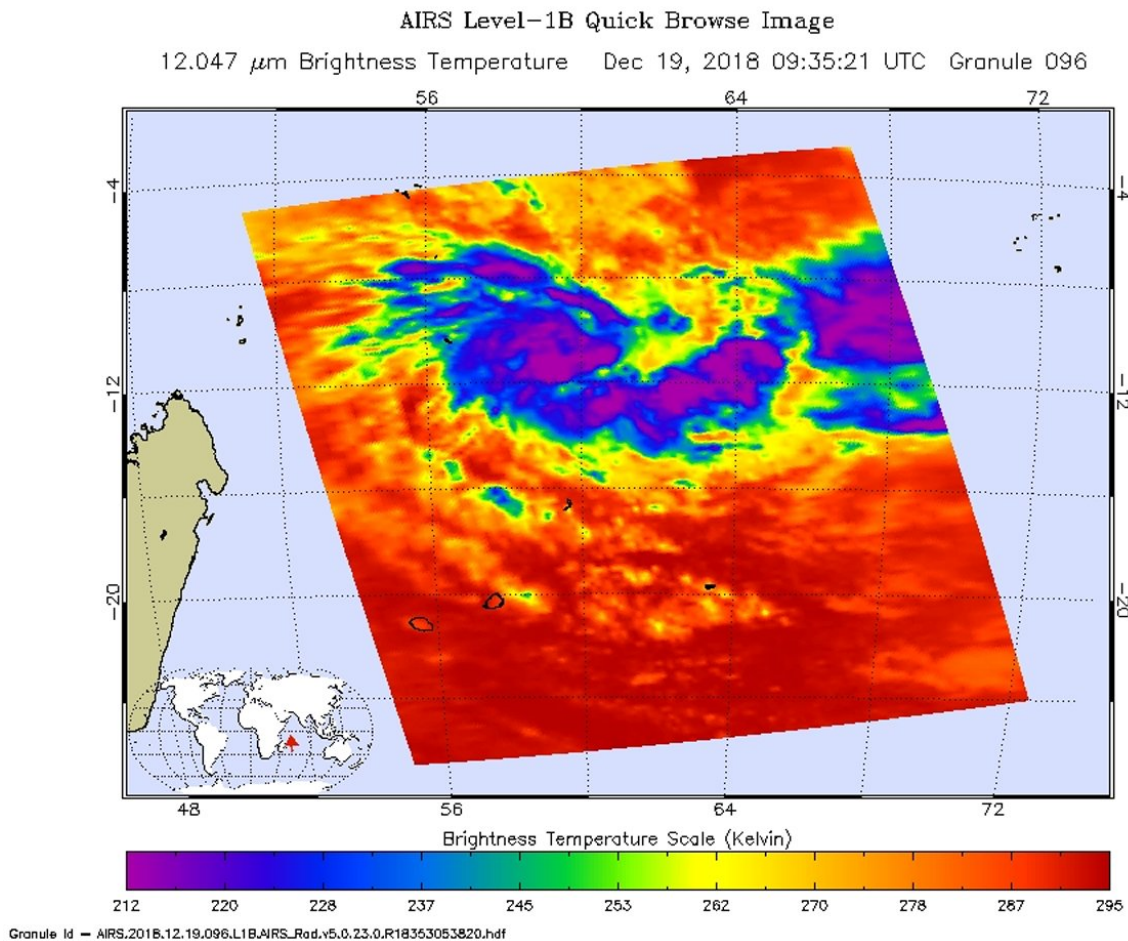 AIRS Level-1B Quick Browse Image
12.047 μm Brightness Temperature Dec 19, 2018 09:35:21 UTC Granule 096
56 64 72
-4 -4
-12 -12
-20 -20
48 56 64 72
Brightness Temperature Scale (Kelvin)
212 220 228 237 245 253 262 270 278 287 295
Granule Id - AIRS.2018.12.19.096.L1B.AIRS_Rad.v5.0.23.0.R18353053820.hdf